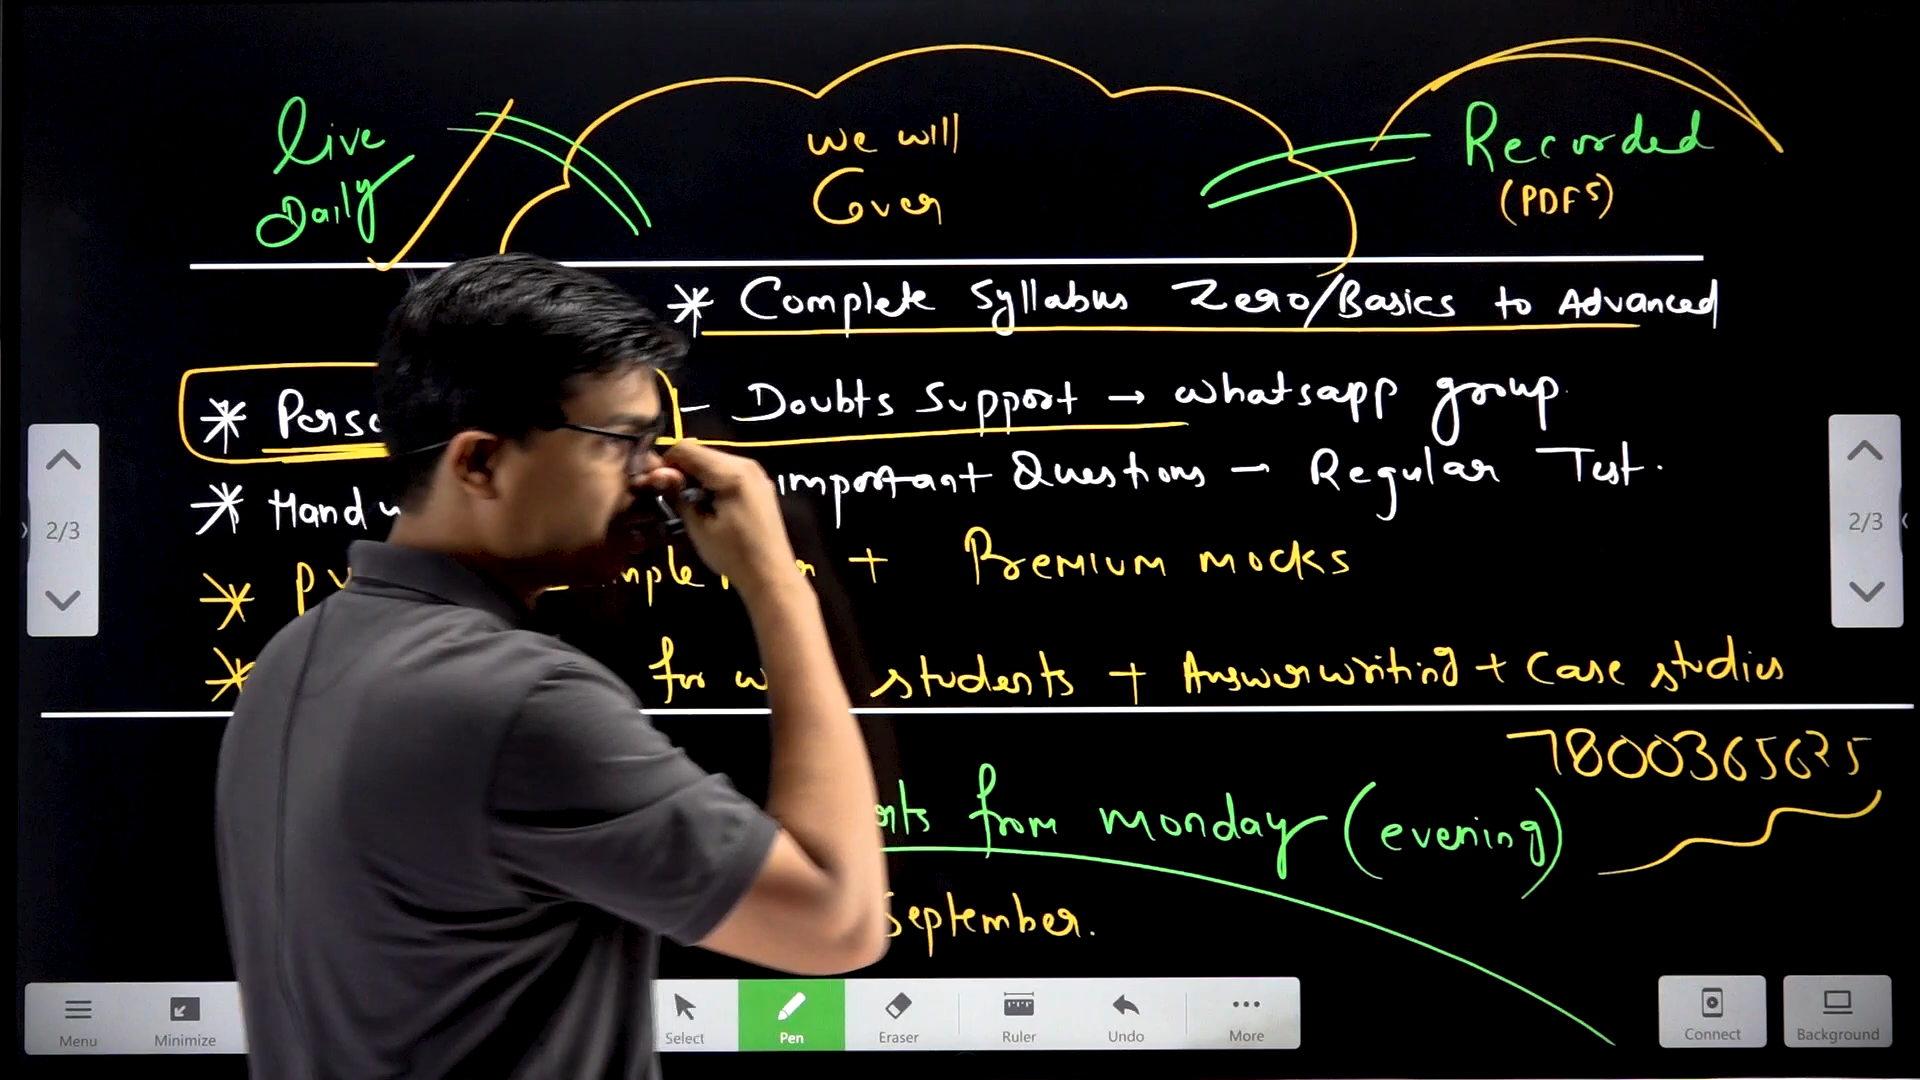 Live
Daily
we will
Cover
Recorded
(PDFs)
* Complete Syllabus Zero/Basics to Advanced
* - Doubts Support → whatsapp group.
* important Questions - Regular Test.
* + Premium mocks
* for students + Answerwriting + Case studies
from monday (evening)
September.
2/3
2/3
Menu
Minimize
Select
Pen
Eraser
Ruler
Undo
More
Connect
Background